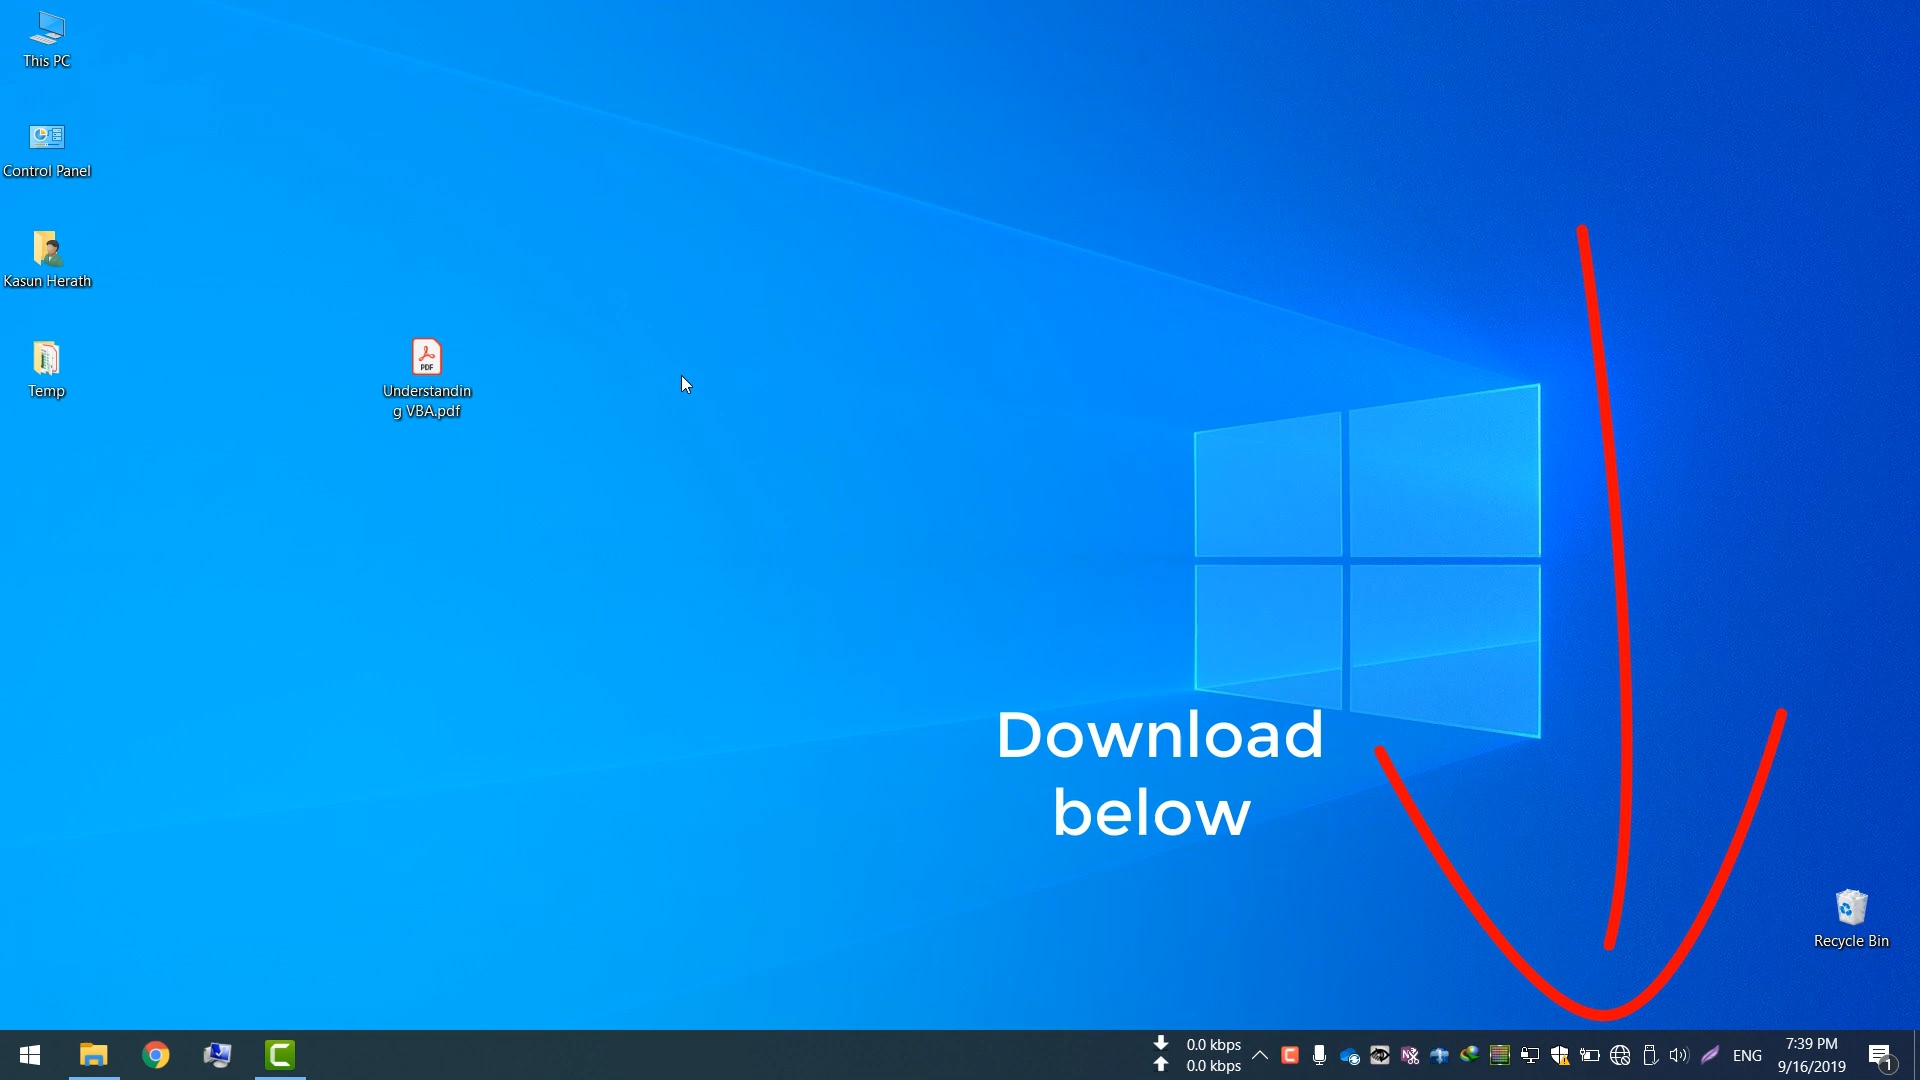 This PC
Control Panel
Kasun Herath
Temp
PDF
Understandin
g VBA.pdf
Download
below
Recycle Bin
0.0 kbps
0.0 kbps
ENG
7:39 PM
9/16/2019
1